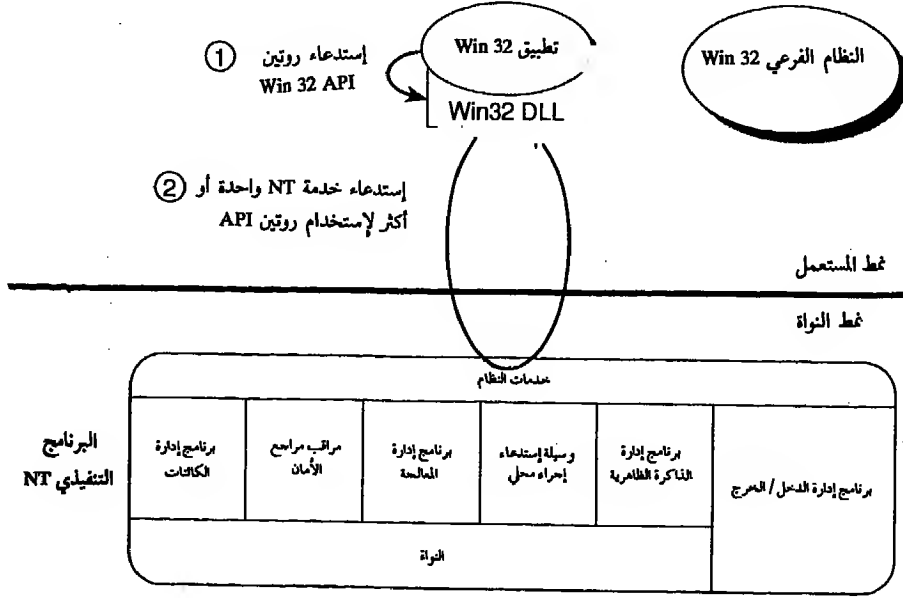 النظام الفرعي Win 32
تطبيق Win 32
① إستدعاء روتين
Win 32 API
Win32 DLL
② إستدعاء خدمة NT واحدة أو
أكثر لإستخدام روتين API
نمط المستعمل
نمط النواة
خدمات النظام
البرنامج
التنفيذي NT
برنامج إدارة الدخل / الخرج
برنامج إدارة
الذاكرة الظاهرية
وسيلة إستدعاء
إجراء محلي
برنامج إدارة
المعالجة
مراقب مراجع
الأمان
برنامج إدارة
الكائنات
النواة